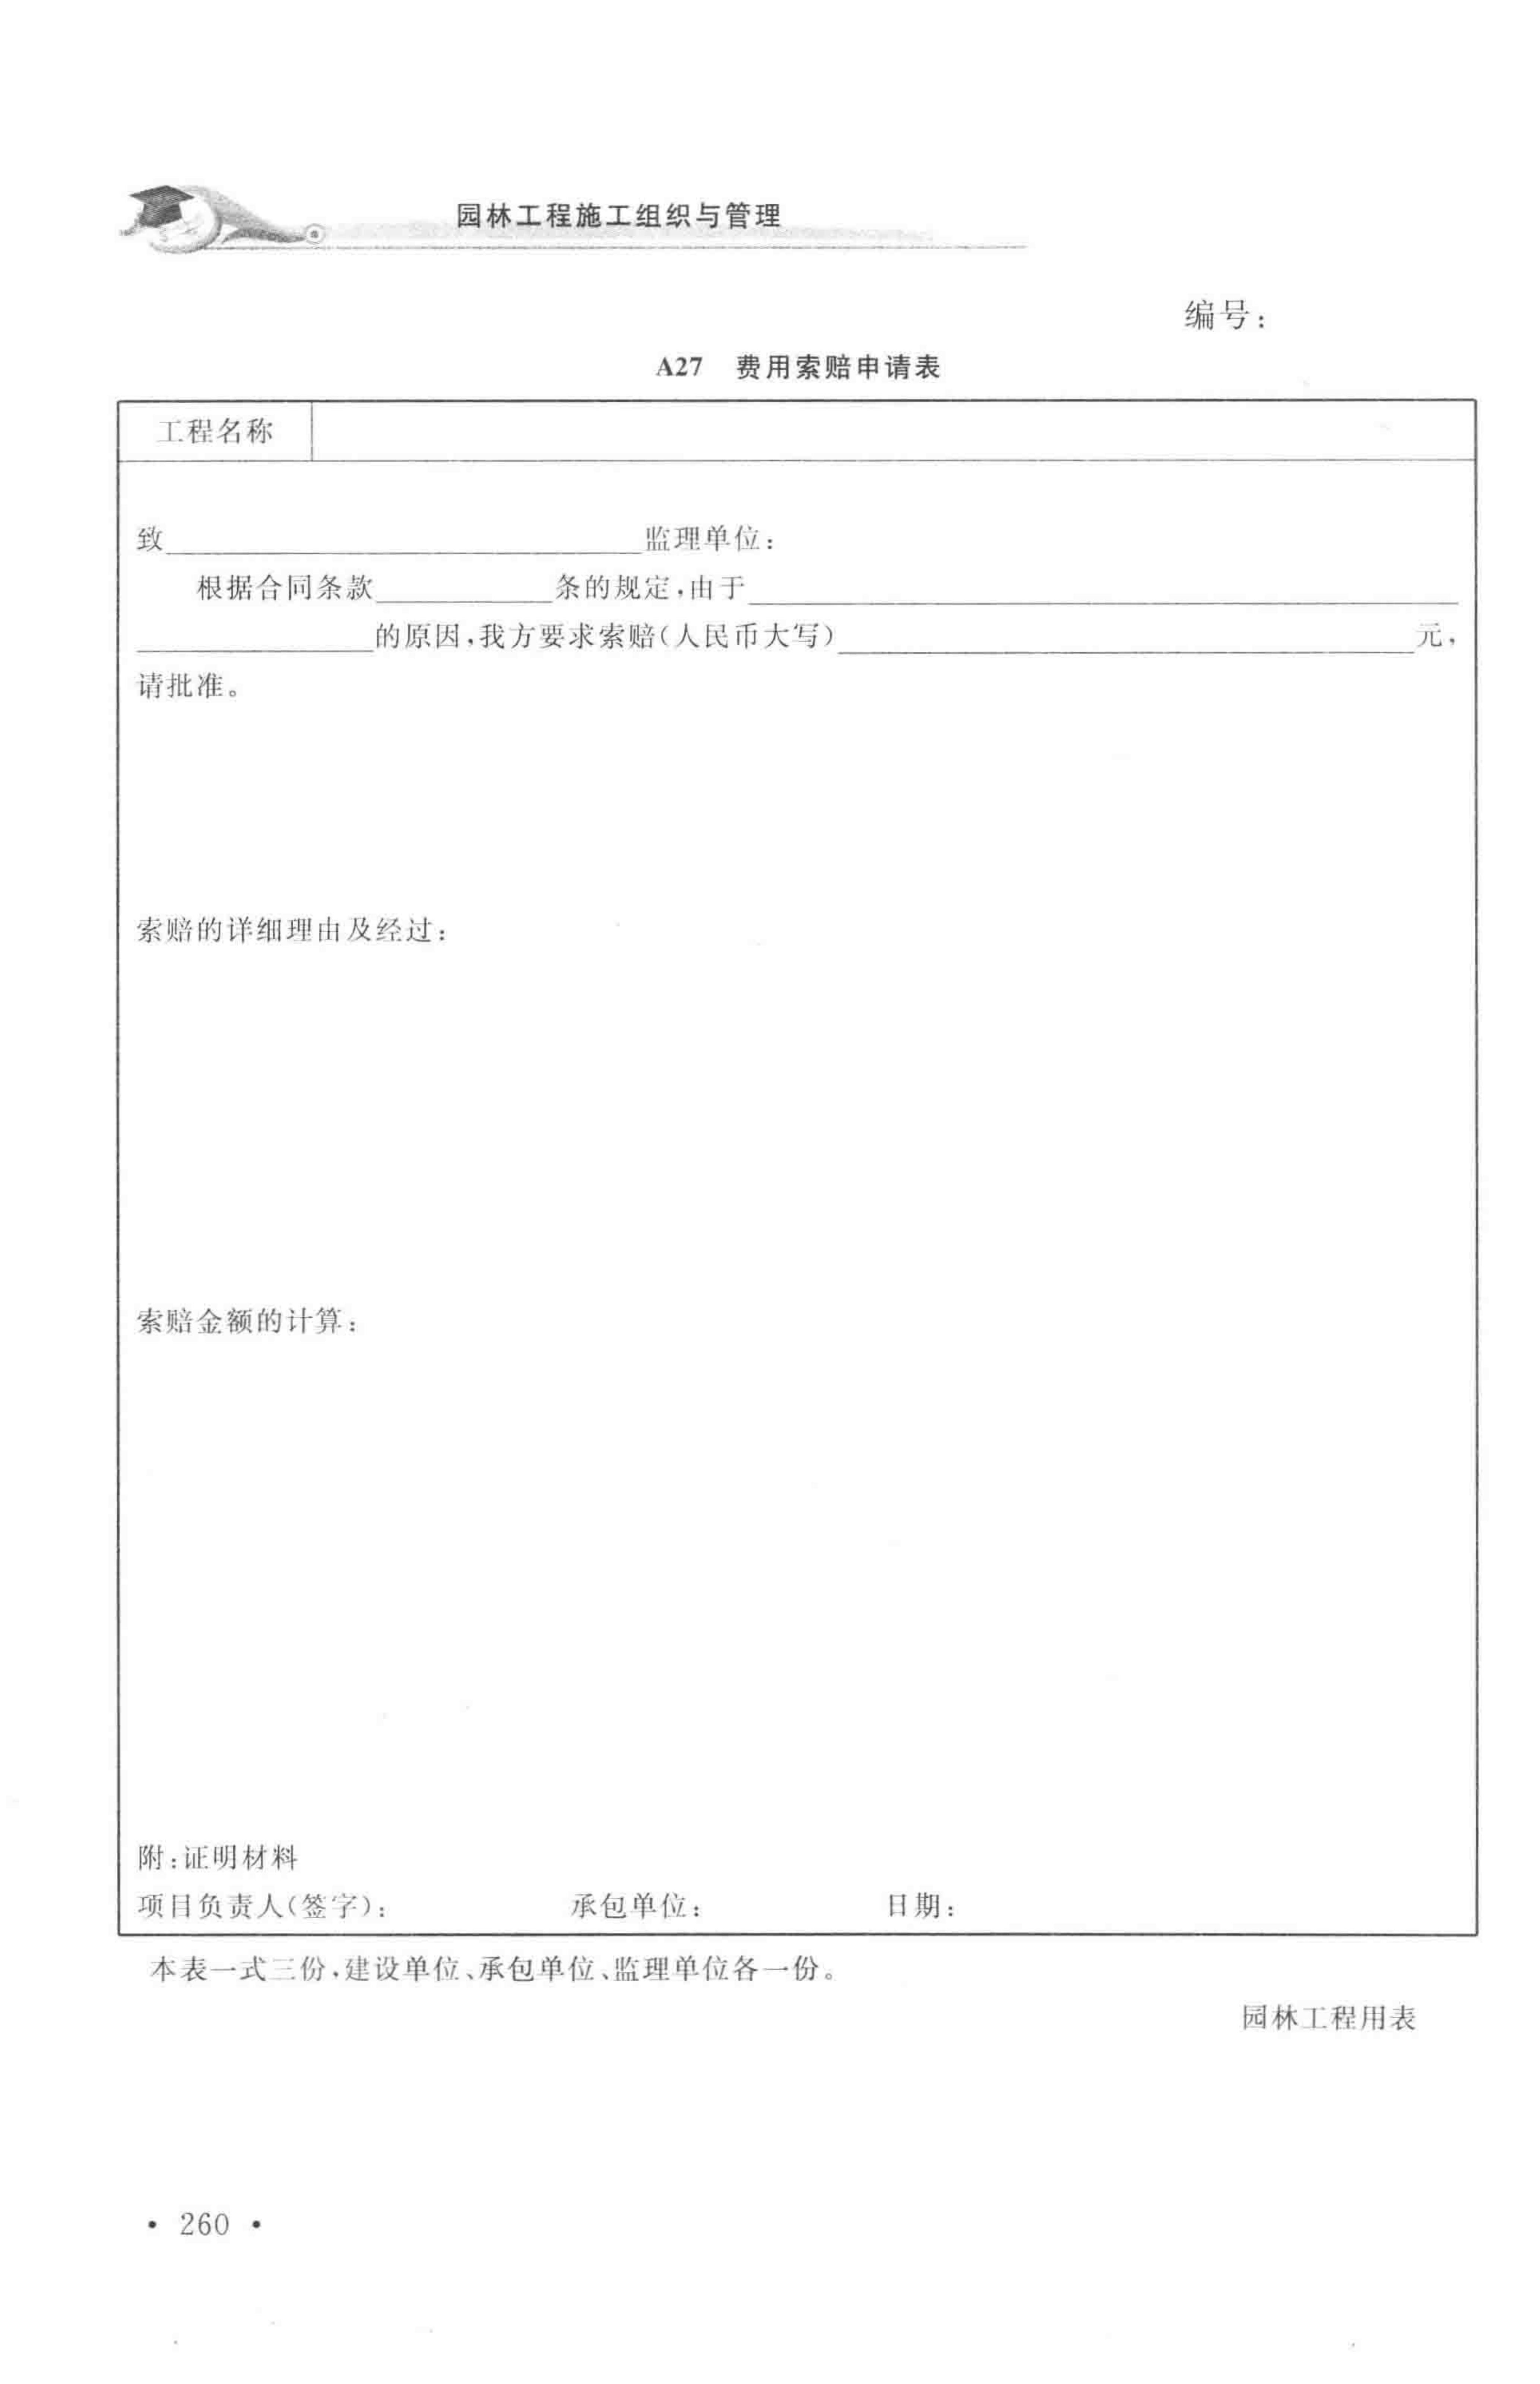 园林工程施工组织与管理
编号：
A27 费用索赔申请表
工程名称
致________________监理单位：
根据合同条款______条的规定，由于________________________
________的原因，我方要求索赔(人民币大写)____________________元，
请批准。
索赔的详细理由及经过：
索赔金额的计算：
附：证明材料
项目负责人(签字)： 承包单位： 日期：
本表一式三份，建设单位、承包单位、监理单位各一份。
园林工程用表
· 260 ·